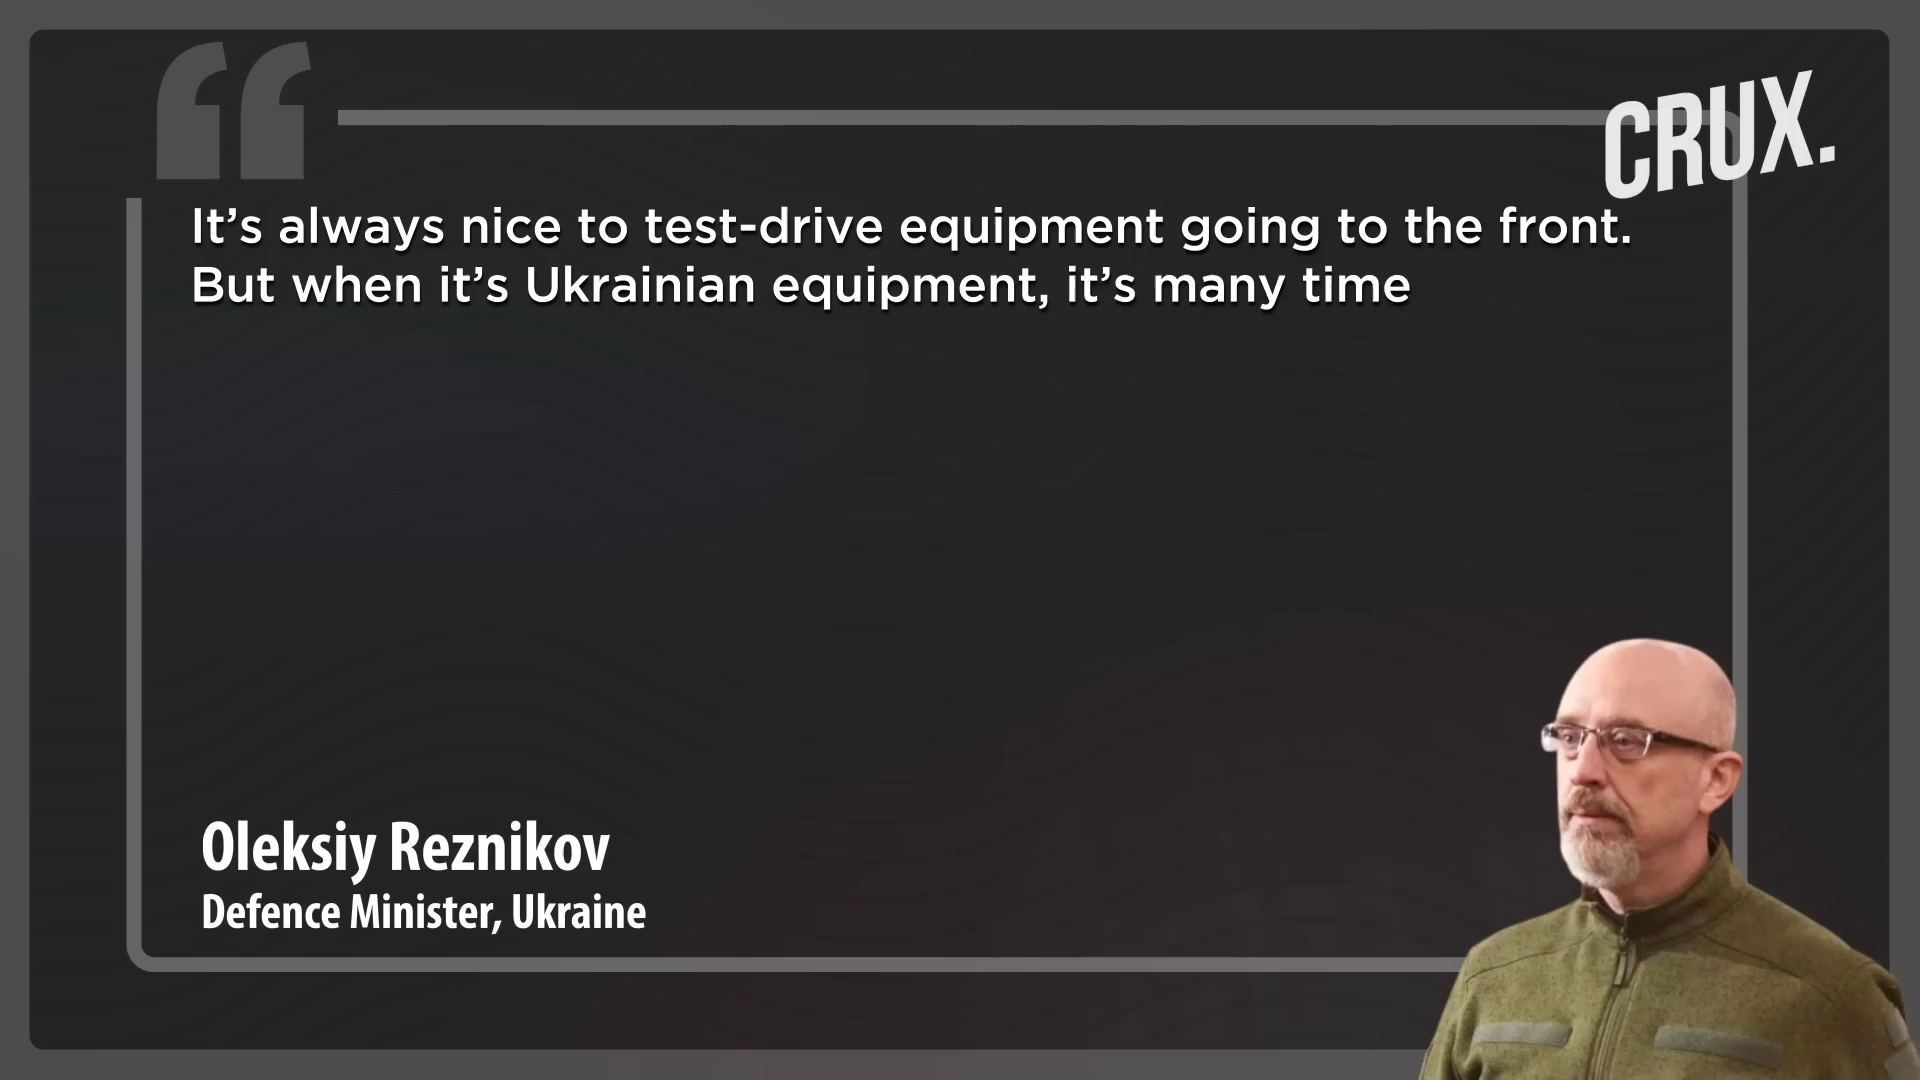 CRUX.
It’s always nice to test-drive equipment going to the front.
But when it’s Ukrainian equipment, it’s many time
Oleksiy Reznikov
Defence Minister, Ukraine